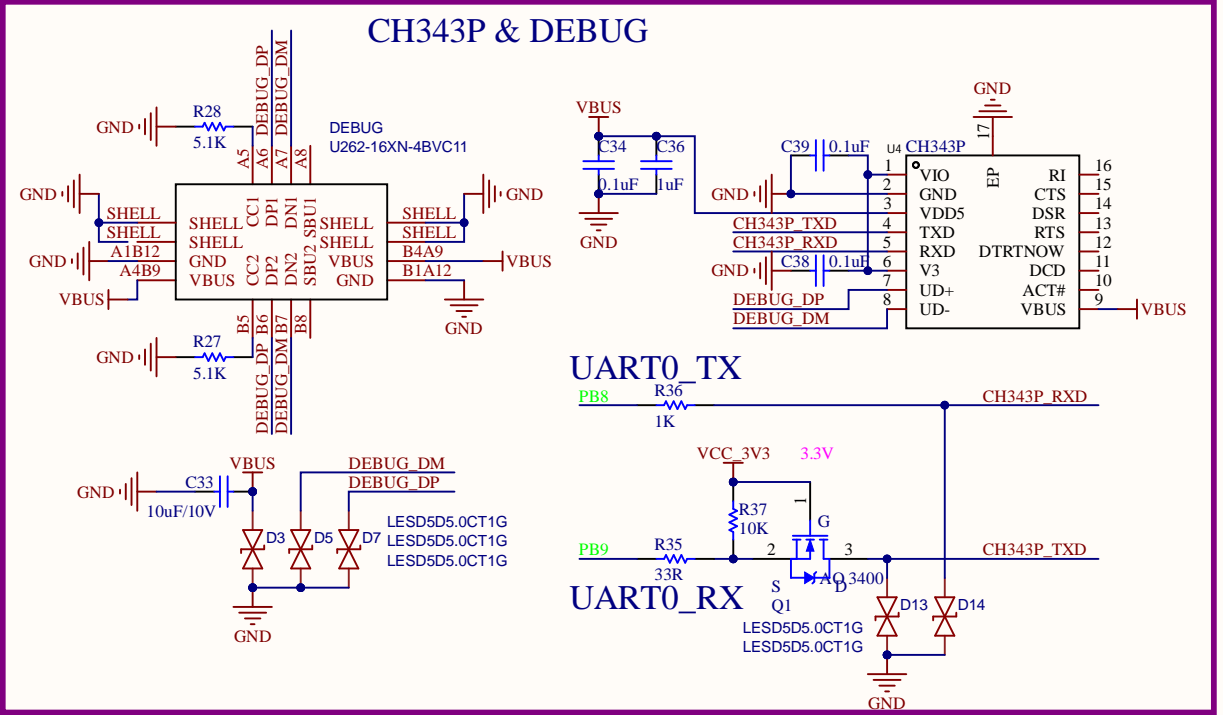 CH343P & DEBUG
DEBUG_DP
DEBUG_DM
R28
GND
5.1K
A5
A6
A7
A8
DEBUG
U262-16XN-4BVC11
GND
SHELL
SHELL
A1B12
GND
A4B9
VBUS
CC1
DP1
DN1
SBU1
SHELL
SHELL
GND
VBUS
CC2
DP2
DN2
SBU2
SHELL
SHELL
VBUS
GND
SHELL
SHELL
B4A9
B1A12
GND
VBUS
GND
B5
B6
B7
B8
R27
GND
5.1K
DEBUG_DP
DEBUG_DM
VBUS
C34
C36
0.1uF
1uF
GND
GND
17
C39
0.1uF
U4
CH343P
GND
CH343P_TXD
CH343P_RXD
GND
C38
0.1uF
DEBUG_DP
DEBUG_DM
1
2
3
4
5
6
7
8
VIO
GND
VDD5
TXD
RXD
V3
UD+
UD-
EP
RI
CTS
DSR
RTS
DTRTNOW
DCD
ACT#
VBUS
16
15
14
13
12
11
10
9
VBUS
UART0_TX
PB8
R36
1K
CH343P_RXD
VCC_3V3
3.3V
R37
10K
1
G
PB9
R35
33R
2
3
CH343P_TXD
S
D
AO3400
Q1
UART0_RX
D13
D14
LESD5D5.0CT1G
LESD5D5.0CT1G
GND
VBUS
DEBUG_DM
DEBUG_DP
GND
C33
10uF/10V
D3
D5
D7
LESD5D5.0CT1G
LESD5D5.0CT1G
LESD5D5.0CT1G
GND